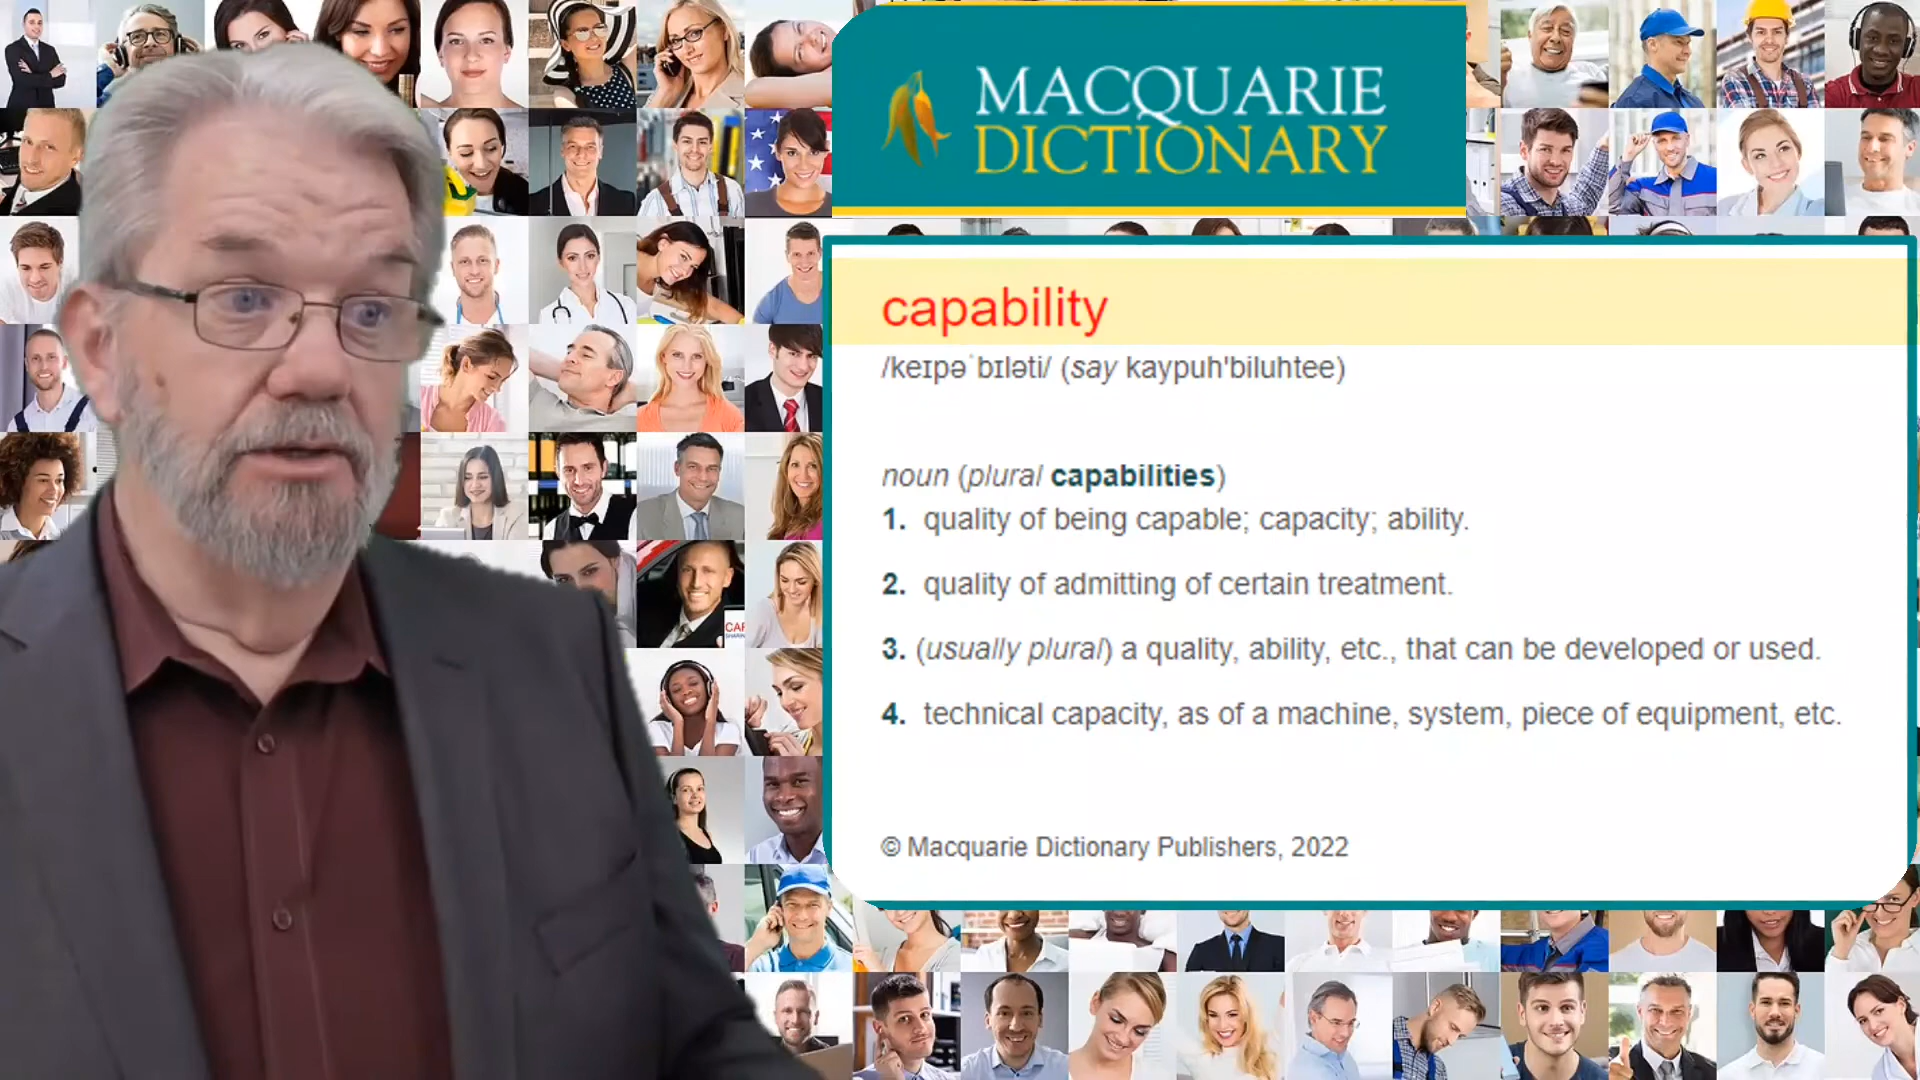 MACQUARIE
DICTIONARY
capability
/keɪpəˈbɪləti/ (say kaypuh'biluhtee)
noun (plural capabilities)
1. quality of being capable; capacity; ability.
2. quality of admitting of certain treatment.
3. (usually plural) a quality, ability, etc., that can be developed or used.
4. technical capacity, as of a machine, system, piece of equipment, etc.
© Macquarie Dictionary Publishers, 2022